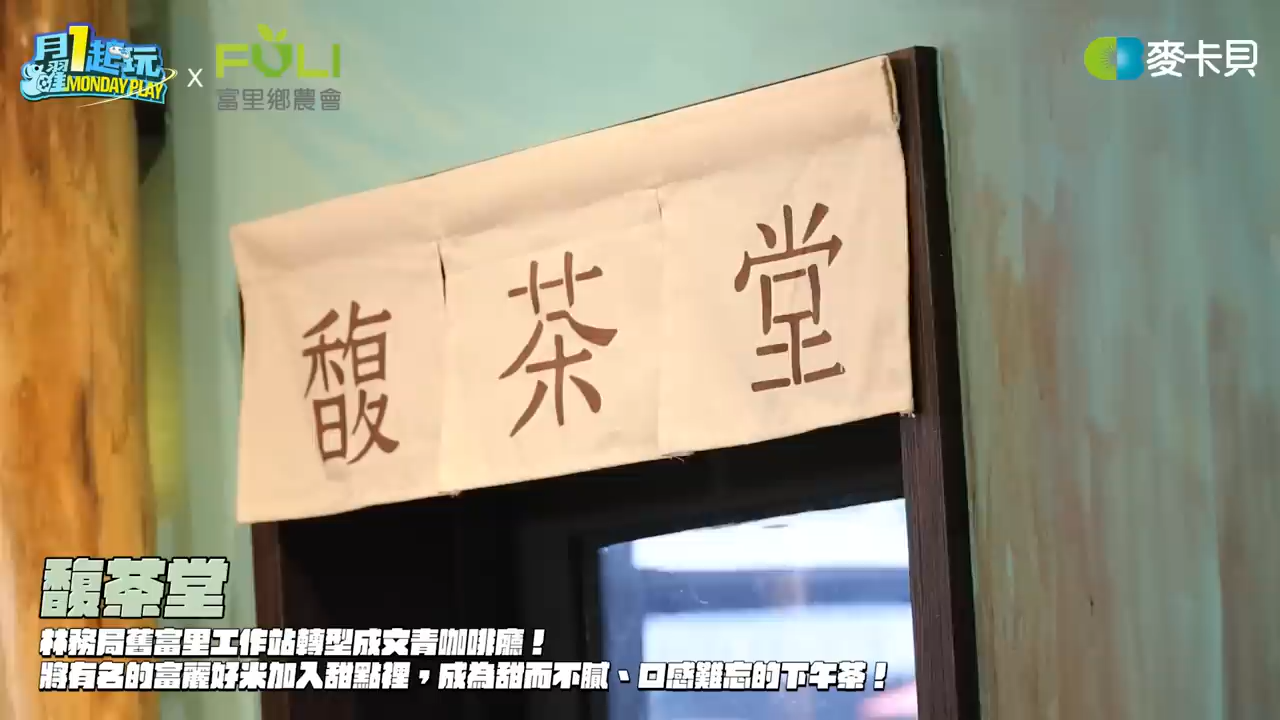 月曜1起玩
MONDAY PLAY
X
FULI
富里鄉農會
麥卡貝
馥茶堂
馥茶堂
林務局舊富里工作站轉型成文青咖啡廳！
將有名的富麗好米加入甜點裡，成為甜而不膩、口感難忘的下午茶！